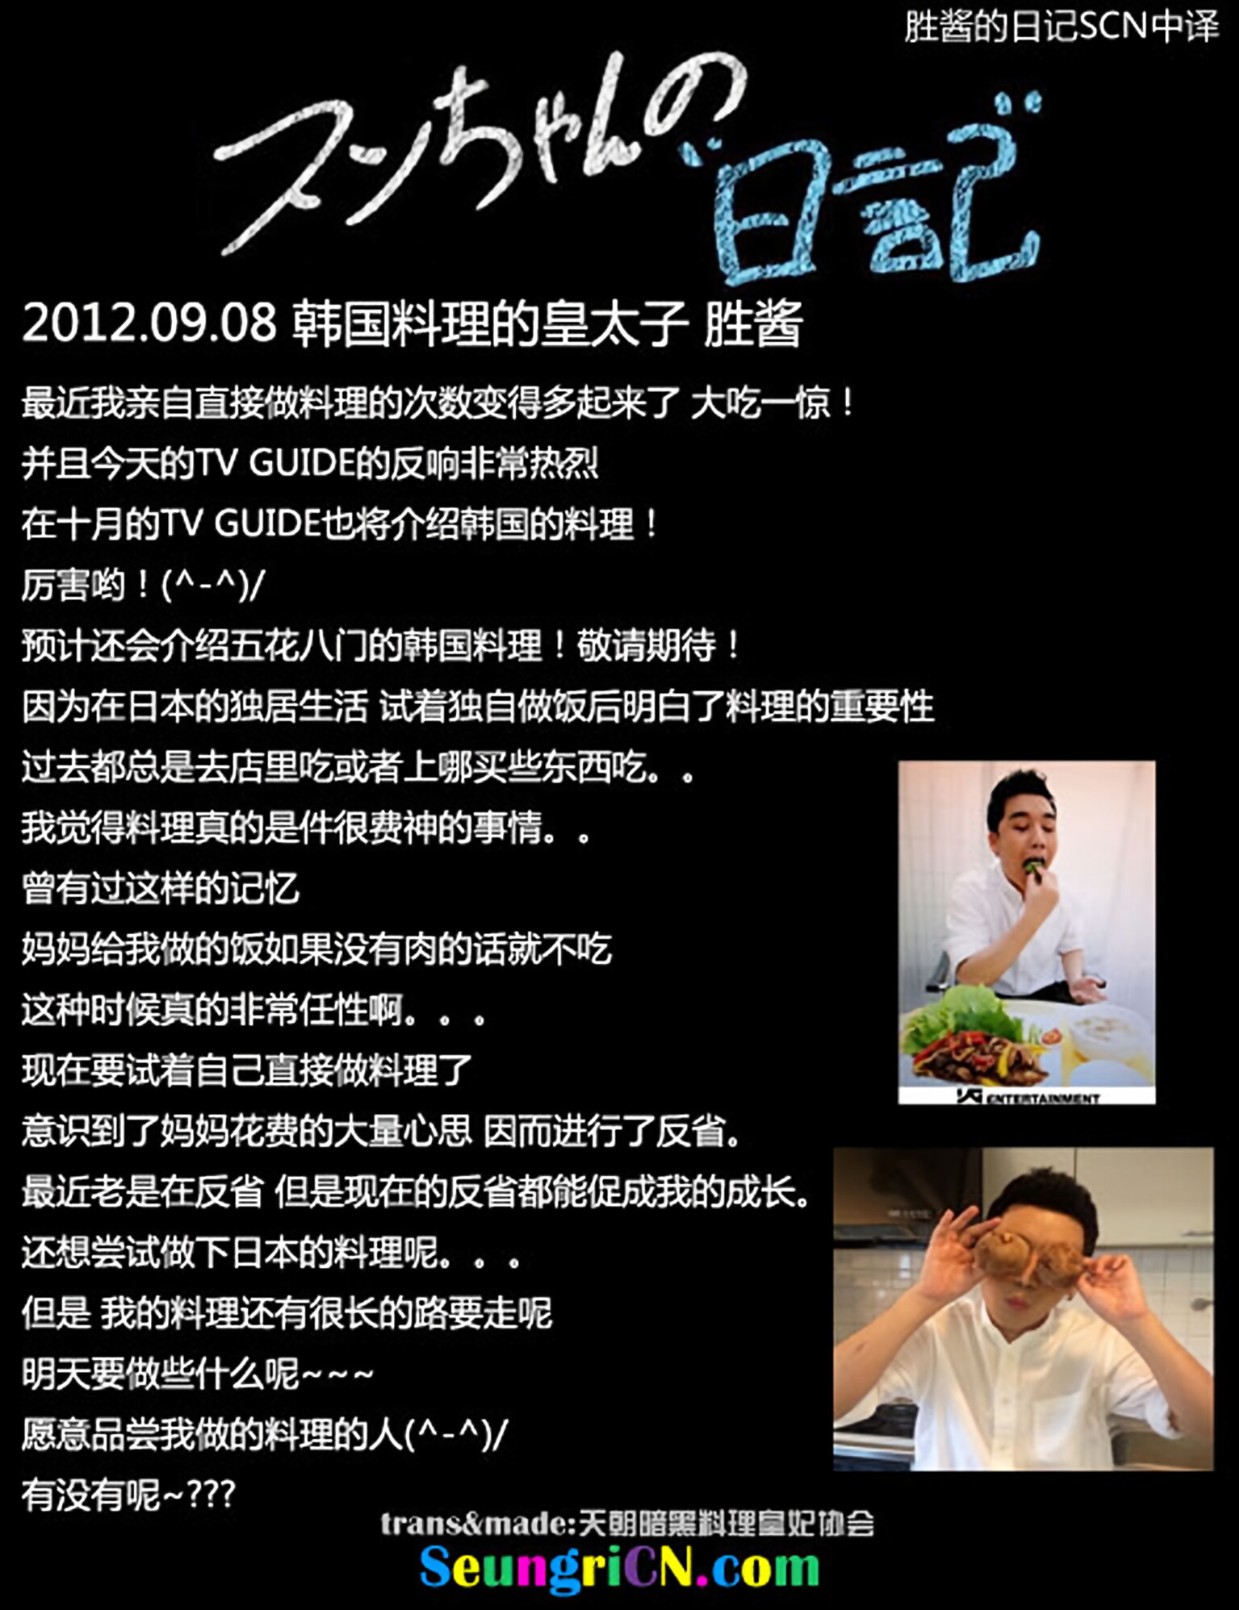 胜酱的日记SCN中译
スンちゃんの
日記
2012.09.08 韩国料理的皇太子 胜酱
最近我亲自直接做料理的次数变得多起来了 大吃一惊！
并且今天的TV GUIDE的反响非常热烈
在十月的TV GUIDE也将介绍韩国的料理！
厉害哟！(^-^)/
预计还会介绍五花八门的韩国料理！敬请期待！
因为在日本的独居生活 试着独自做饭后明白了料理的重要性
过去都总是去店里吃或者上哪买些东西吃。。
我觉得料理真的是件很费神的事情。。
曾有过这样的记忆
妈妈给我做的饭如果没有肉的话就不吃
这种时候真的非常任性啊。。。
现在要试着自己直接做料理了
意识到了妈妈花费的大量心思 因而进行了反省。
最近老是在反省 但是现在的反省都能促成我的成长。
还想尝试做下日本的料理呢。。。
但是 我的料理还有很长的路要走呢
明天要做些什么呢~~~
愿意品尝我做的料理的人(^-^)/
有没有呢~???
YG ENTERTAINMENT
trans&made:天朝暗黑料理皇妃协会
SeungriCN.com